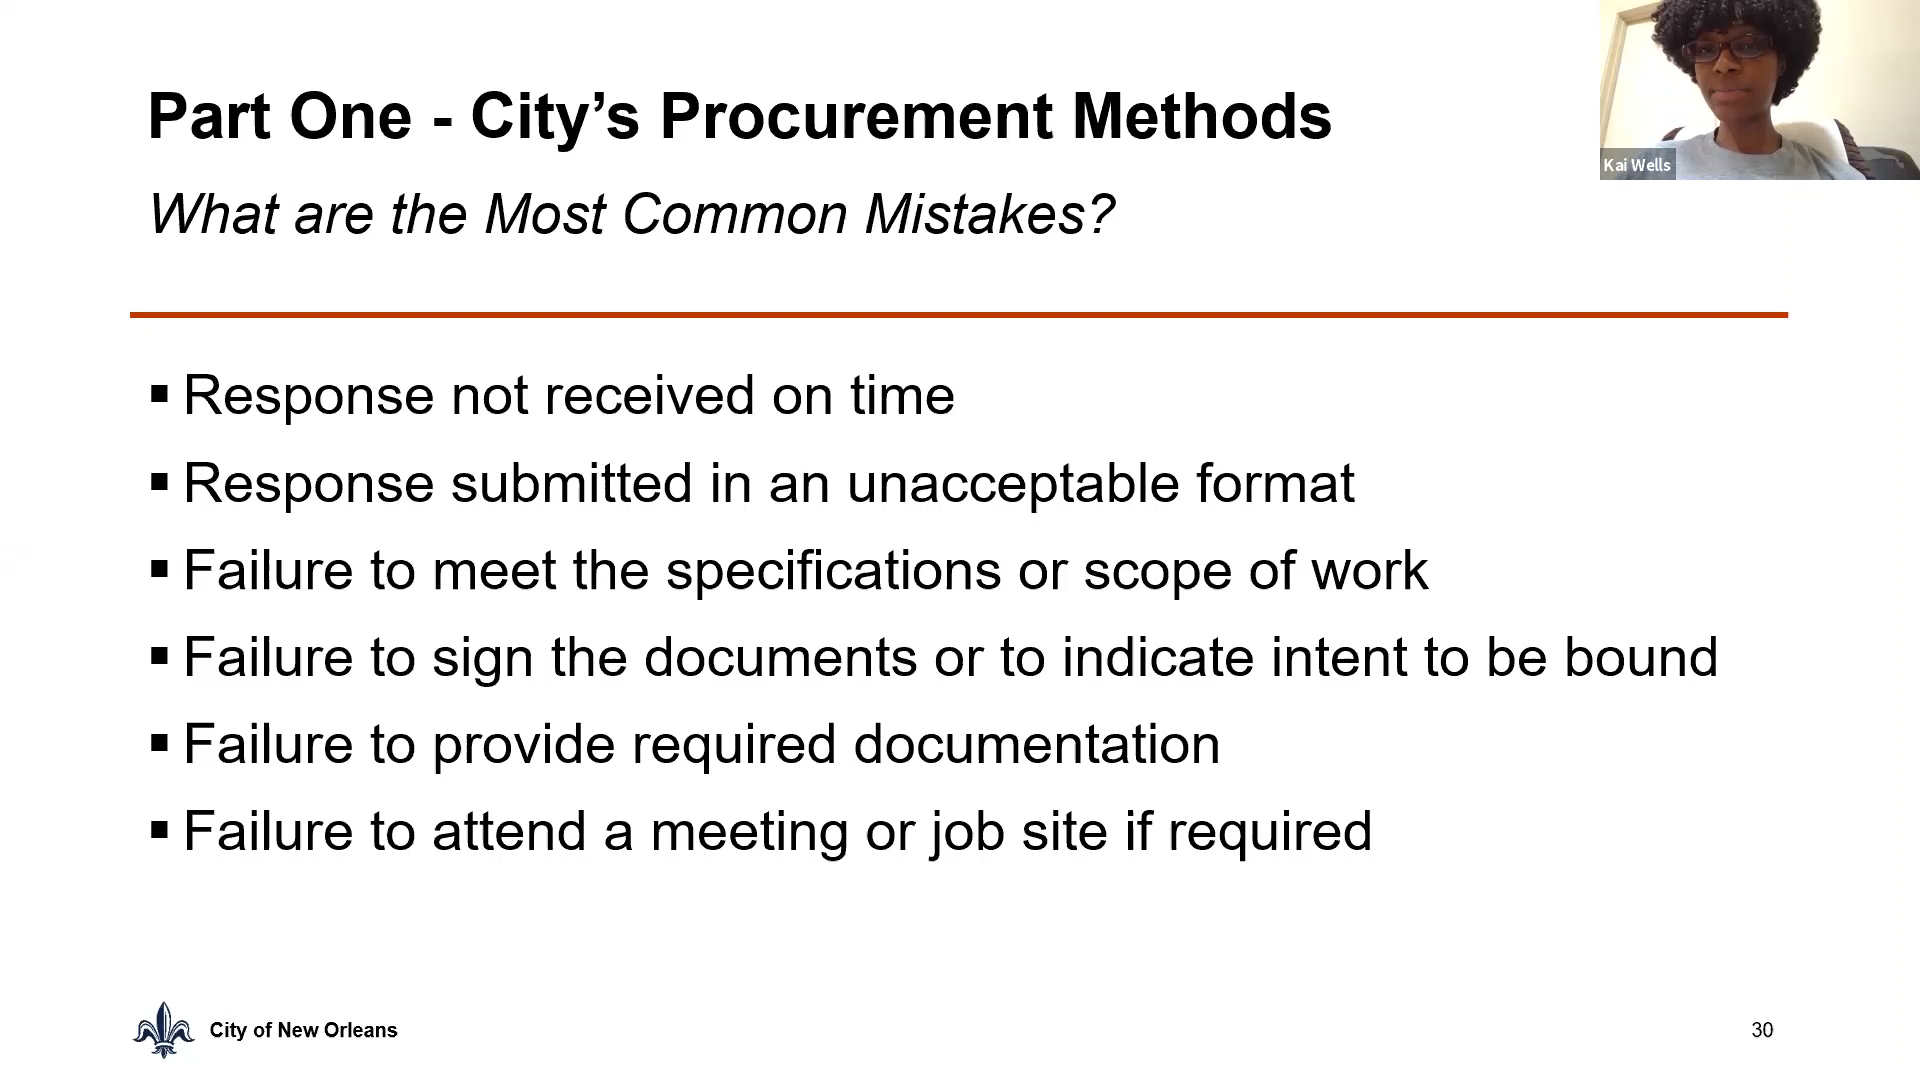 Part One - City’s Procurement Methods
Kai Wells
What are the Most Common Mistakes?
▪ Response not received on time
▪ Response submitted in an unacceptable format
▪ Failure to meet the specifications or scope of work
▪ Failure to sign the documents or to indicate intent to be bound
▪ Failure to provide required documentation
▪ Failure to attend a meeting or job site if required
City of New Orleans
30